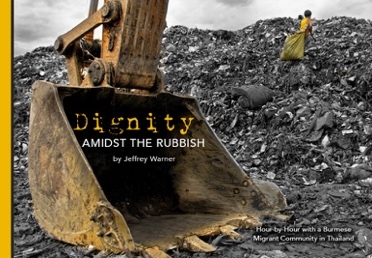 Dignity
AMIDST THE RUBBISH
by Jeffrey Warner
Hour-by-Hour with a Burmese
Migrant Community in Thailand